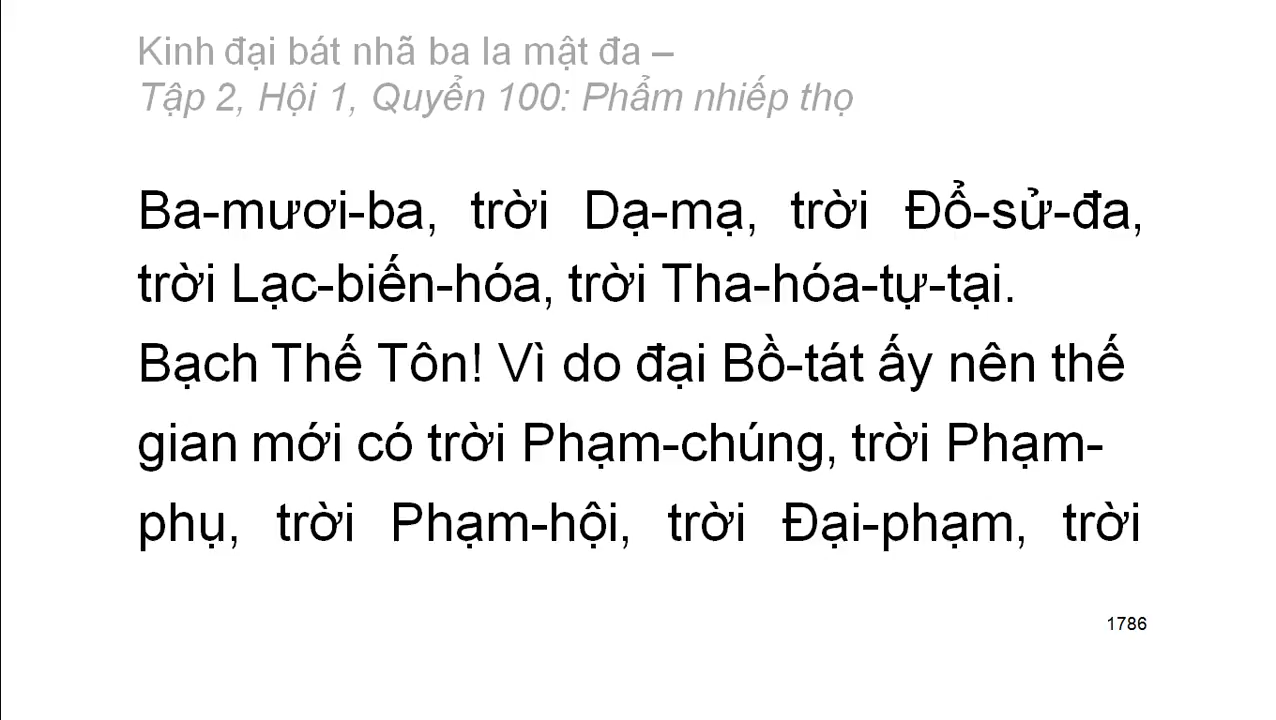 Kinh đại bát nhã ba la mật đa –
Tập 2, Hội 1, Quyển 100: Phẩm nhiếp thọ
Ba-mươi-ba, trời Dạ-mạ, trời Đổ-sử-đa,
trời Lạc-biến-hóa, trời Tha-hóa-tự-tại.
Bạch Thế Tôn! Vì do đại Bồ-tát ấy nên thế
gian mới có trời Phạm-chúng, trời Phạm-
phụ, trời Phạm-hội, trời Đại-phạm, trời
1786